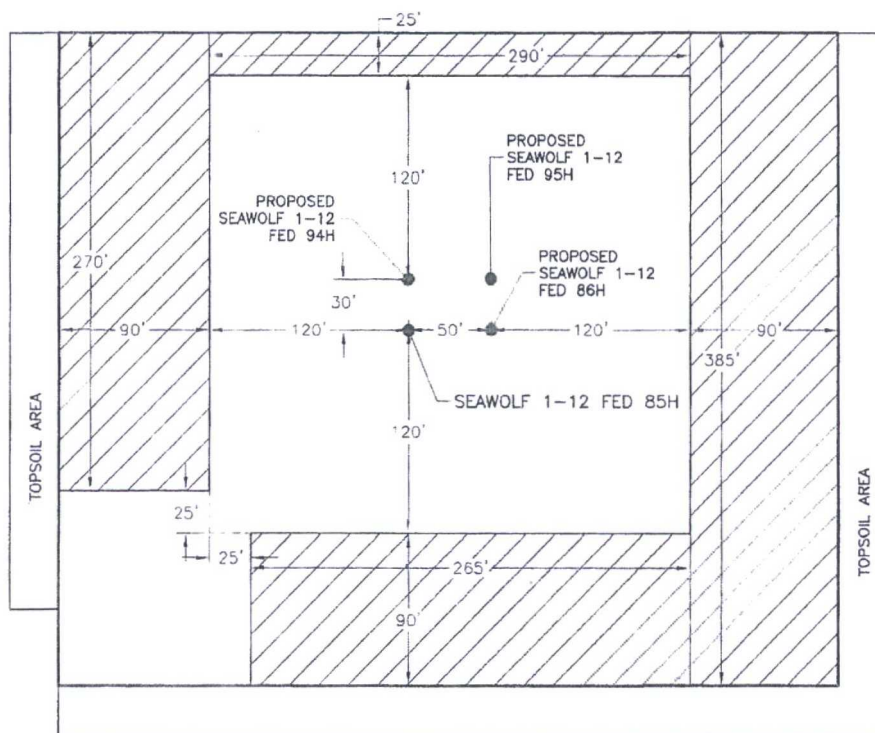 25'
290'
PROPOSED
SEAWOLF 1-12
FED 95H
120'
PROPOSED
SEAWOLF 1-12
FED 94H
PROPOSED
SEAWOLF 1-12
FED 86H
270'
30'
90'
120'
50'
120'
90'
385'
SEAWOLF 1-12 FED 85H
120'
TOPSOIL AREA
TOPSOIL AREA
25'
25'
265'
90'